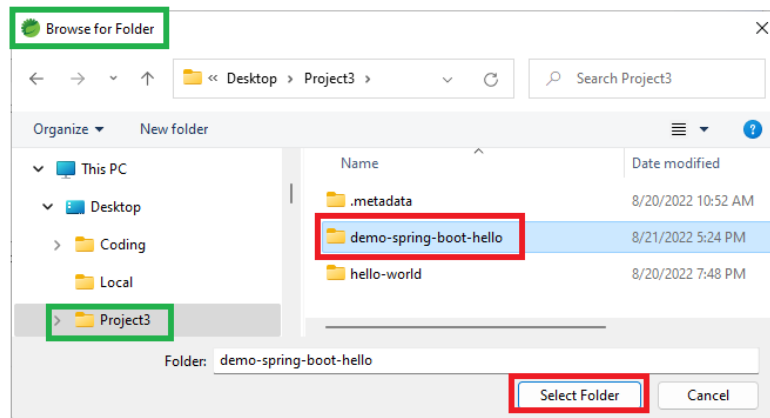 Browse for Folder
« Desktop > Project3 >
Search Project3
Organize
New folder
Name
Date modified
This PC
Desktop
Coding
Local
Project3
.metadata
8/20/2022 10:52 AM
demo-spring-boot-hello
8/21/2022 5:24 PM
hello-world
8/20/2022 7:48 PM
Folder: demo-spring-boot-hello
Select Folder
Cancel